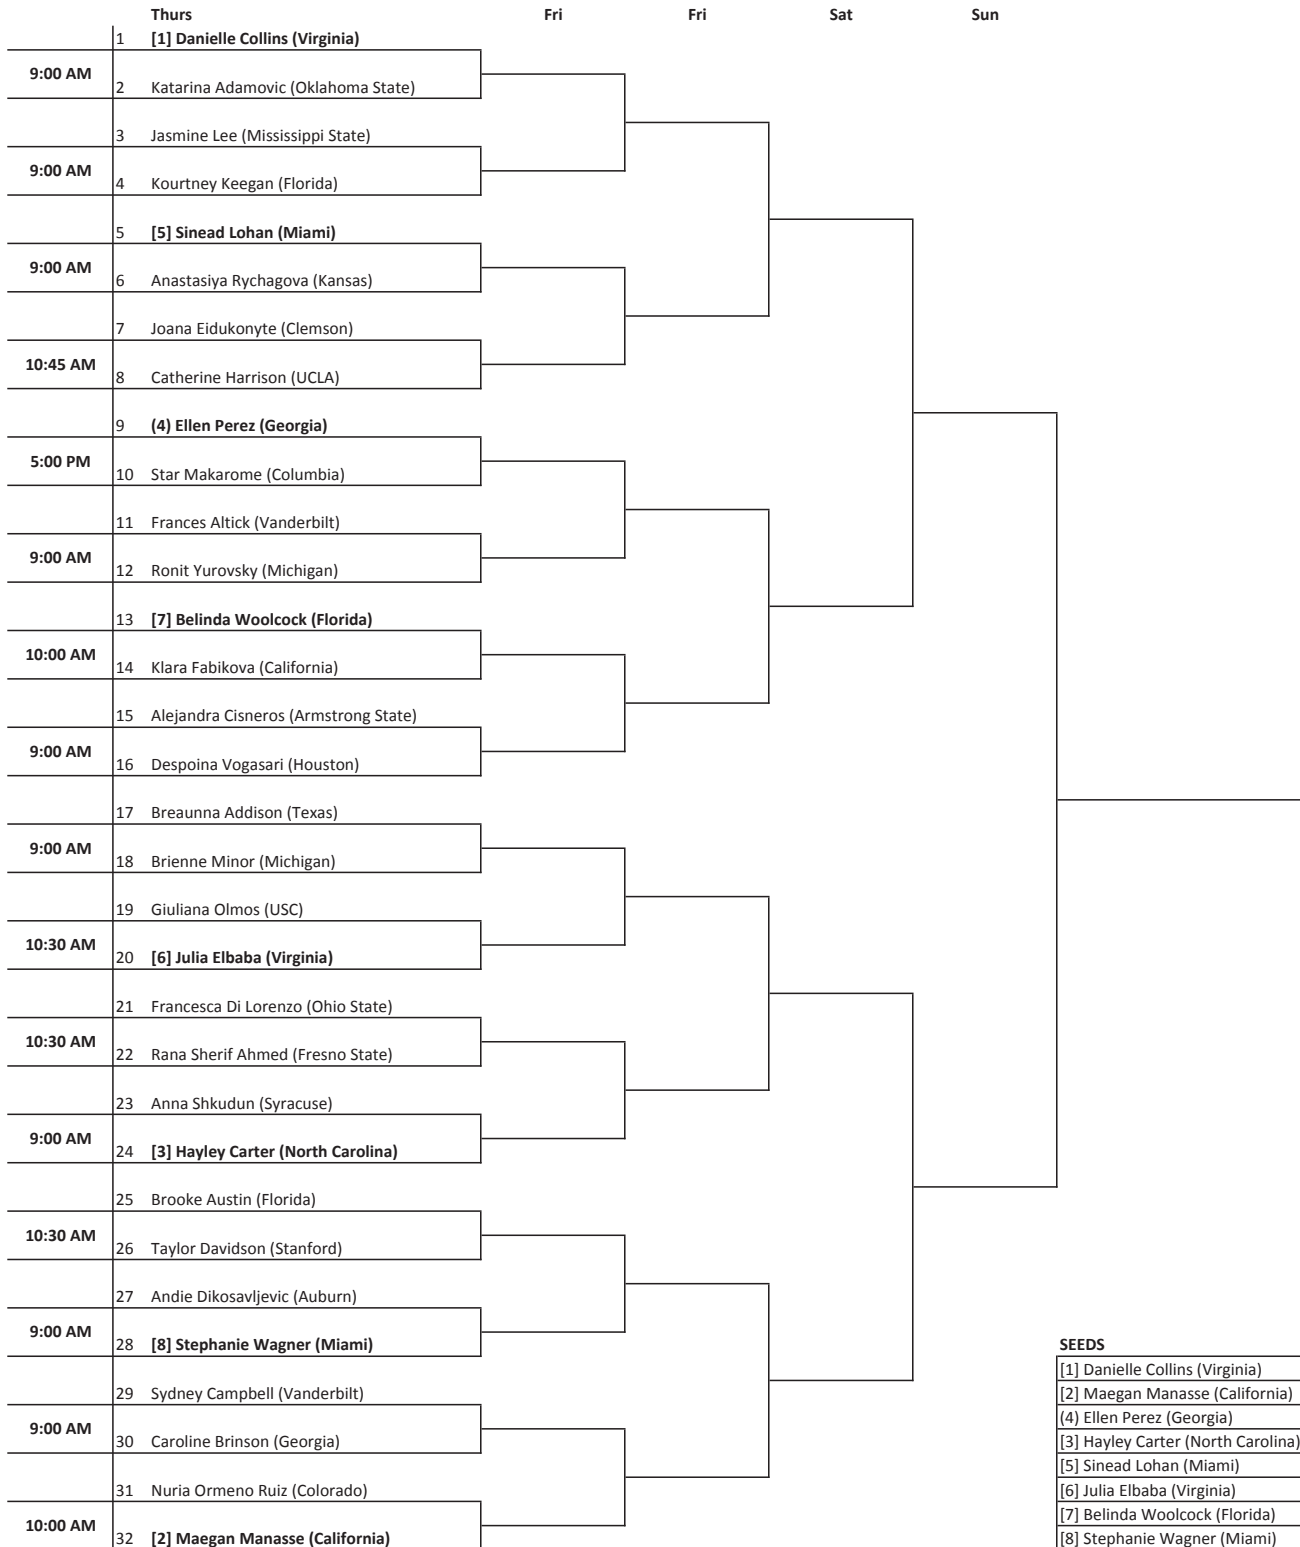 Thurs Fri Fri Sat Sun
1 [1] Danielle Collins (Virginia)
9:00 AM
2 Katarina Adamovic (Oklahoma State)
3 Jasmine Lee (Mississippi State)
9:00 AM
4 Kourtney Keegan (Florida)
5 [5] Sinead Lohan (Miami)
9:00 AM
6 Anastasiya Rychagova (Kansas)
7 Joana Eidukonyte (Clemson)
10:45 AM
8 Catherine Harrison (UCLA)
9 (4) Ellen Perez (Georgia)
5:00 PM
10 Star Makarome (Columbia)
11 Frances Altick (Vanderbilt)
9:00 AM
12 Ronit Yurovsky (Michigan)
13 [7] Belinda Woolcock (Florida)
10:00 AM
14 Klara Fabikova (California)
15 Alejandra Cisneros (Armstrong State)
9:00 AM
16 Despoina Vogasari (Houston)
17 Breaunna Addison (Texas)
9:00 AM
18 Brienne Minor (Michigan)
19 Giuliana Olmos (USC)
10:30 AM
20 [6] Julia Elbaba (Virginia)
21 Francesca Di Lorenzo (Ohio State)
10:30 AM
22 Rana Sherif Ahmed (Fresno State)
23 Anna Shkudun (Syracuse)
9:00 AM
24 [3] Hayley Carter (North Carolina)
25 Brooke Austin (Florida)
10:30 AM
26 Taylor Davidson (Stanford)
27 Andie Dikosavljevic (Auburn)
9:00 AM
28 [8] Stephanie Wagner (Miami)
29 Sydney Campbell (Vanderbilt)
9:00 AM
30 Caroline Brinson (Georgia)
31 Nuria Ormeno Ruiz (Colorado)
10:00 AM
32 [2] Maegan Manasse (California)
SEEDS
[1] Danielle Collins (Virginia)
[2] Maegan Manasse (California)
(4) Ellen Perez (Georgia)
[3] Hayley Carter (North Carolina)
[5] Sinead Lohan (Miami)
[6] Julia Elbaba (Virginia)
[7] Belinda Woolcock (Florida)
[8] Stephanie Wagner (Miami)